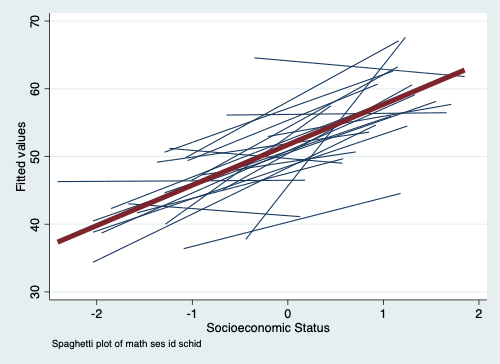 Fitted values
70
60
50
40
30
-2 -1 0 1 2
Socioeconomic Status
Spaghetti plot of math ses id schid